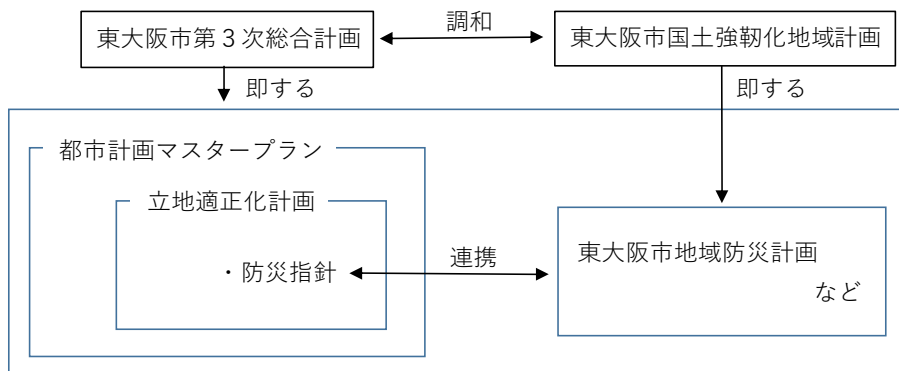 東大阪市第３次総合計画
調和
東大阪市国土強靭化地域計画
即する
即する
都市計画マスタープラン
立地適正化計画
・防災指針
連携
東大阪市地域防災計画
など